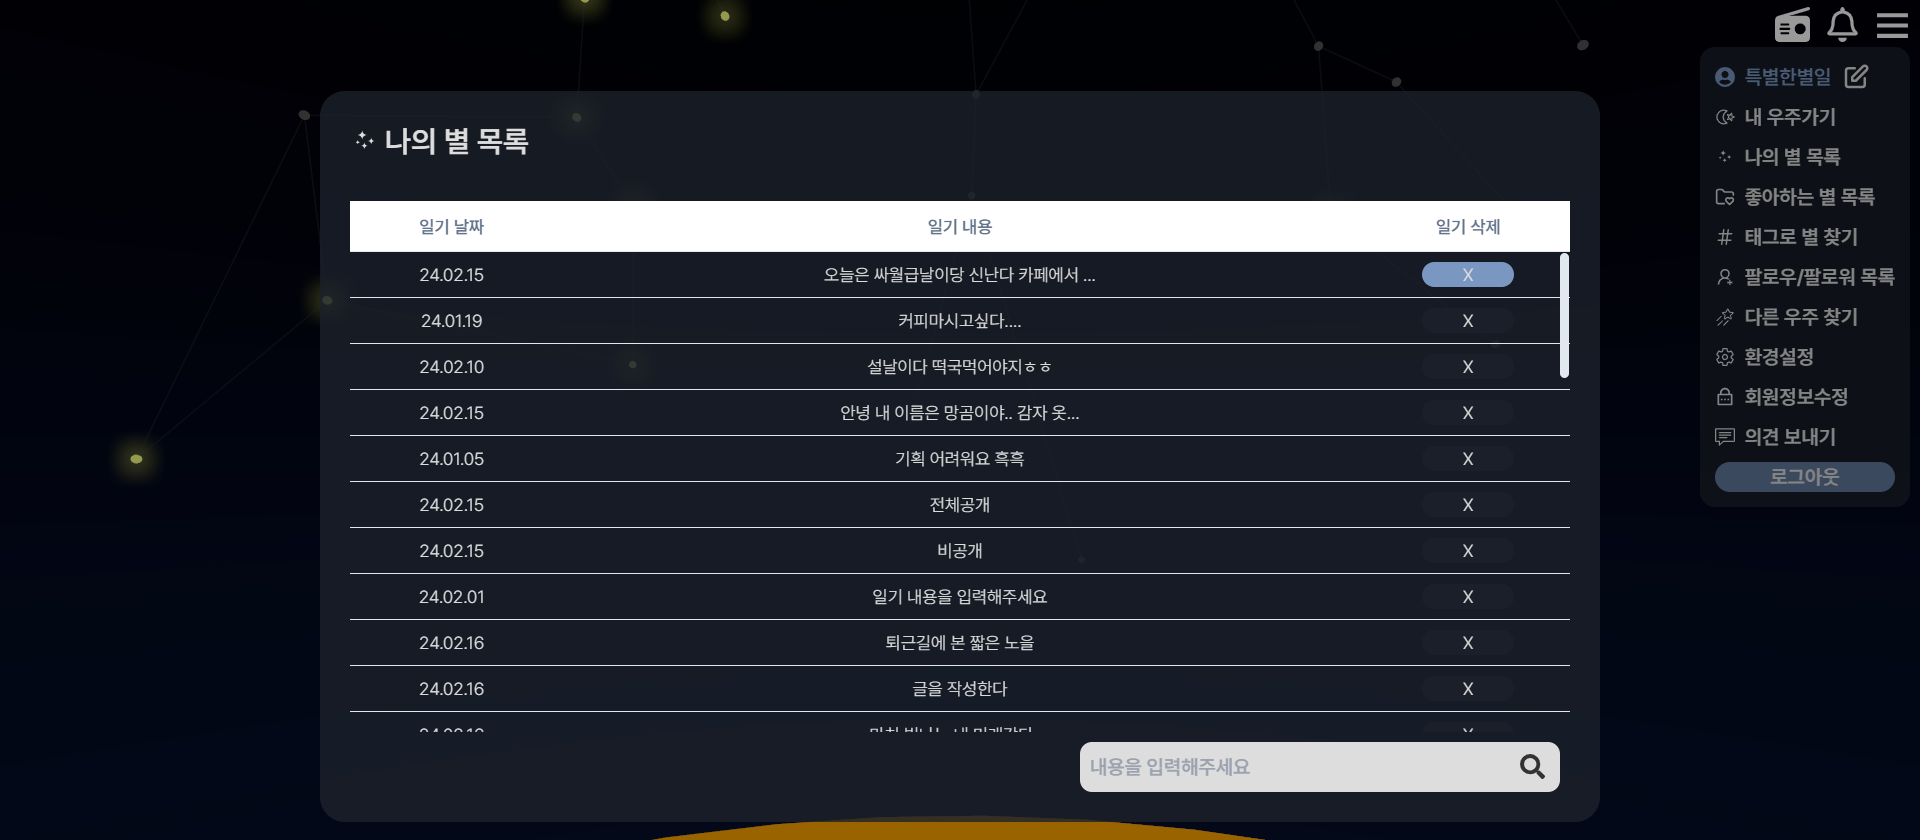 특별한별일
내 우주가기
나의 별 목록
좋아하는 별 목록
태그로 별 찾기
팔로우/팔로워 목록
다른 우주 찾기
환경설정
회원정보수정
의견 보내기
로그아웃
나의 별 목록
일기 날짜 일기 내용 일기 삭제
24.02.15 오늘은 싸월급날이당 신난다 카페에서 ... X
24.01.19 커피마시고싶다.... X
24.02.10 설날이다 떡국먹어야지ㅎㅎ X
24.02.15 안녕 내 이름은 망곰이야.. 감자 옷... X
24.01.05 기획 어려워요 흑흑 X
24.02.15 전체공개 X
24.02.15 비공개 X
24.02.01 일기 내용을 입력해주세요 X
24.02.16 퇴근길에 본 짧은 노을 X
24.02.16 글을 작성한다 X
내용을 입력해주세요